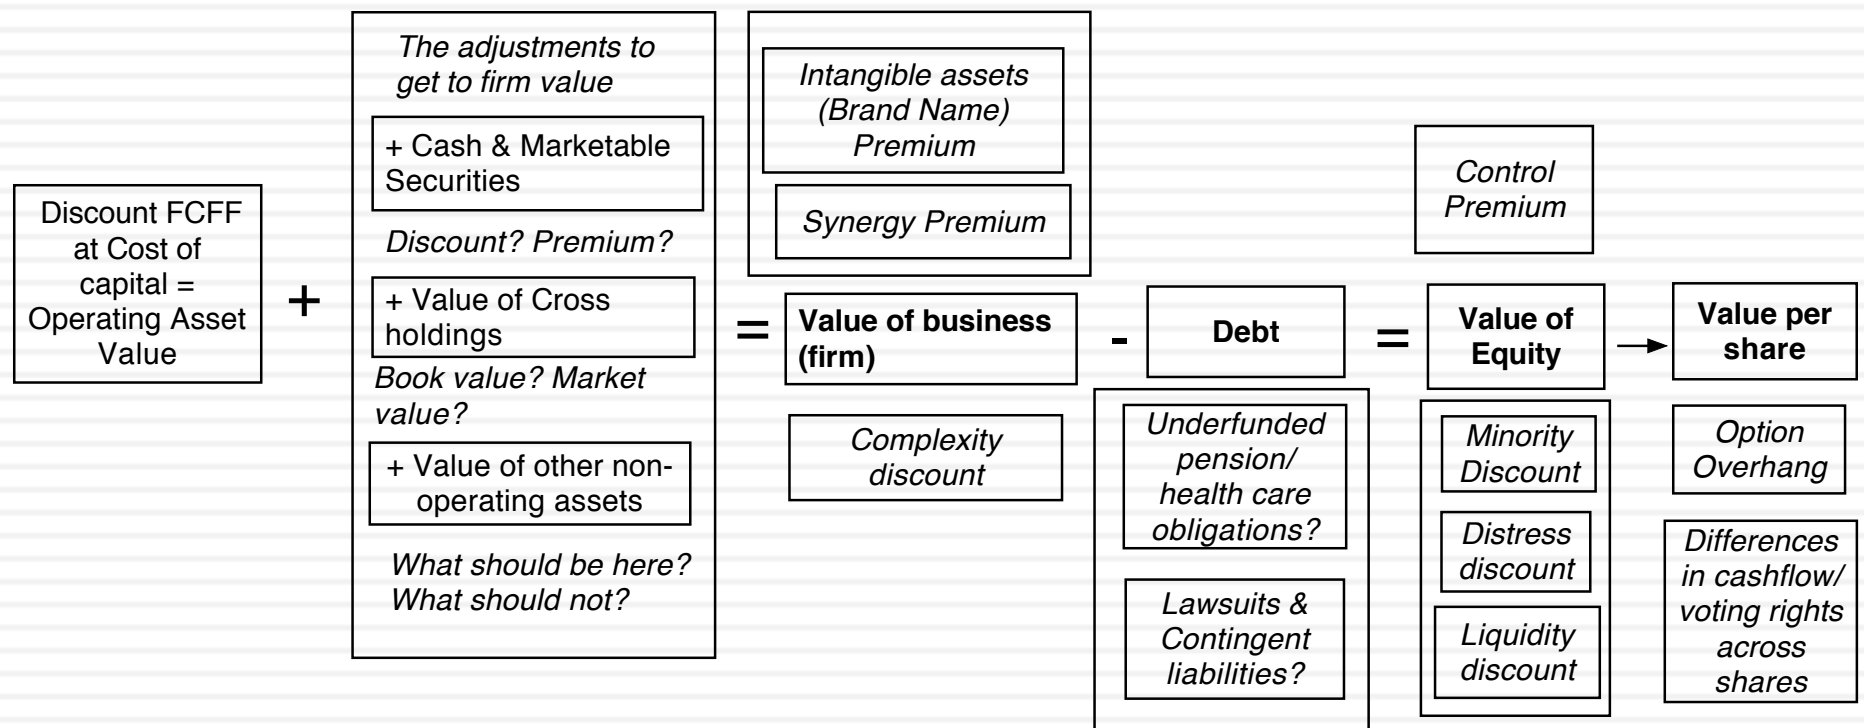 Discount FCFF
at Cost of
capital =
Operating Asset
Value
+
The adjustments to
get to firm value
+ Cash & Marketable
Securities
Discount? Premium?
+ Value of Cross
holdings
Book value? Market
value?
+ Value of other non-
operating assets
What should be here?
What should not?
=
Intangible assets
(Brand Name)
Premium
Synergy Premium
Value of business
(firm)
Complexity
discount
-
Debt
Underfunded
pension/
health care
obligations?
Lawsuits &
Contingent
liabilities?
=
Control
Premium
Value of
Equity
Minority
Discount
Distress
discount
Liquidity
discount
Value per
share
Option
Overhang
Differences
in cashflow/
voting rights
across
shares